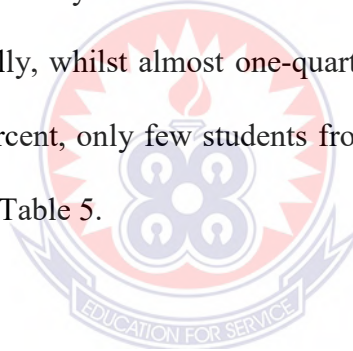 lly, whilst almost one-quart
rcent, only few students fro
Table 5.
EDUCATION FOR SERVICE